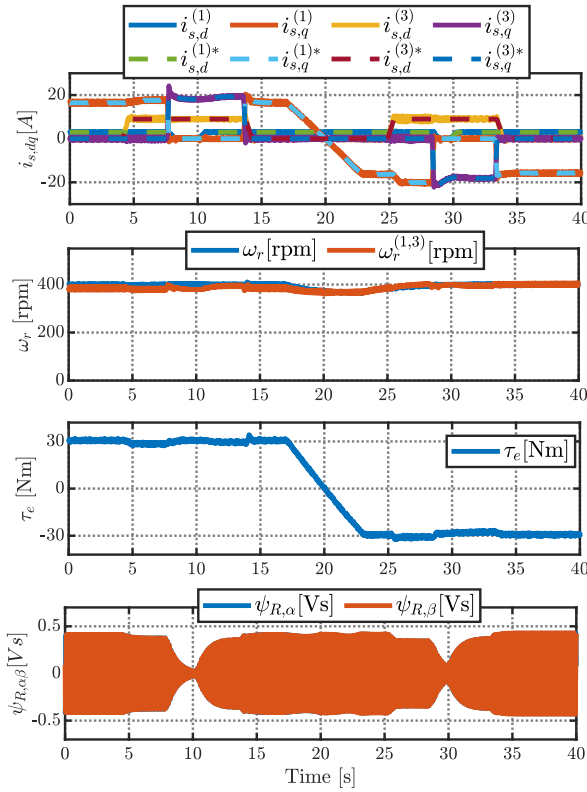 i_{s,d}^{(1)} i_{s,q}^{(1)} i_{s,d}^{(3)} i_{s,q}^{(3)}
i_{s,d}^{(1)*} i_{s,q}^{(1)*} i_{s,d}^{(3)*} i_{s,q}^{(3)*}
20
0
-20
i_{s,dq}[A]
0 5 10 15 20 25 30 35 40
ω_r[rpm] ω_r^{(1,3)}[rpm]
400
200
0
ω_r [rpm]
0 5 10 15 20 25 30 35 40
τ_e[Nm]
30
0
-30
τ_e [Nm]
0 5 10 15 20 25 30 35 40
ψ_{R,α}[Vs] ψ_{R,β}[Vs]
0.5
0
-0.5
ψ_{R,αβ}[Vs]
0 5 10 15 20 25 30 35 40
Time [s]